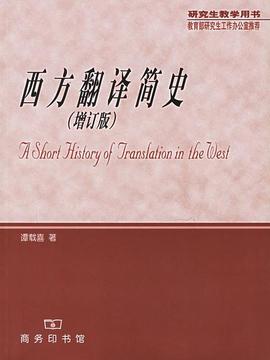 研究生教学用书
教育部研究生工作办公室推荐
西方翻译简史
(增订版)
A Short History of Translation in the West
谭载喜 著
商务印书馆